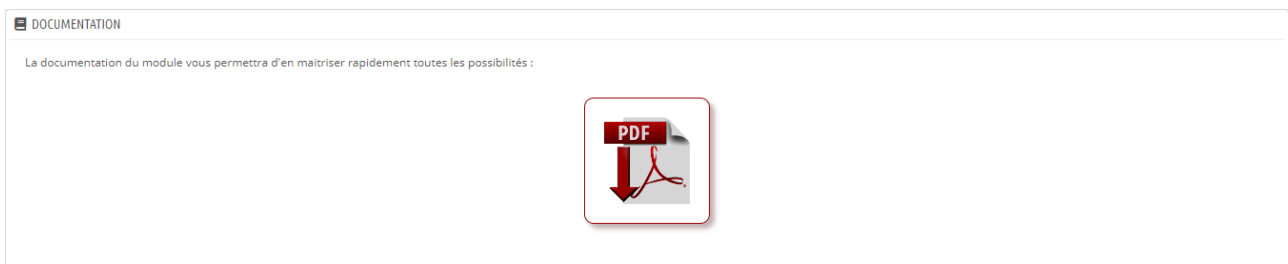 DOCUMENTATION
La documentation du module vous permettra d'en maitriser rapidement toutes les possibilités :
PDF